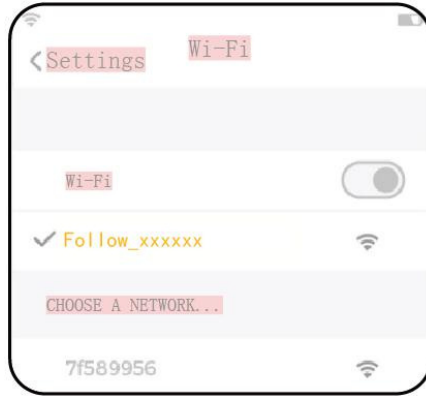 Settings Wi-Fi
Wi-Fi
Follow_xxxxxx
CHOOSE A NETWORK...
7f589956